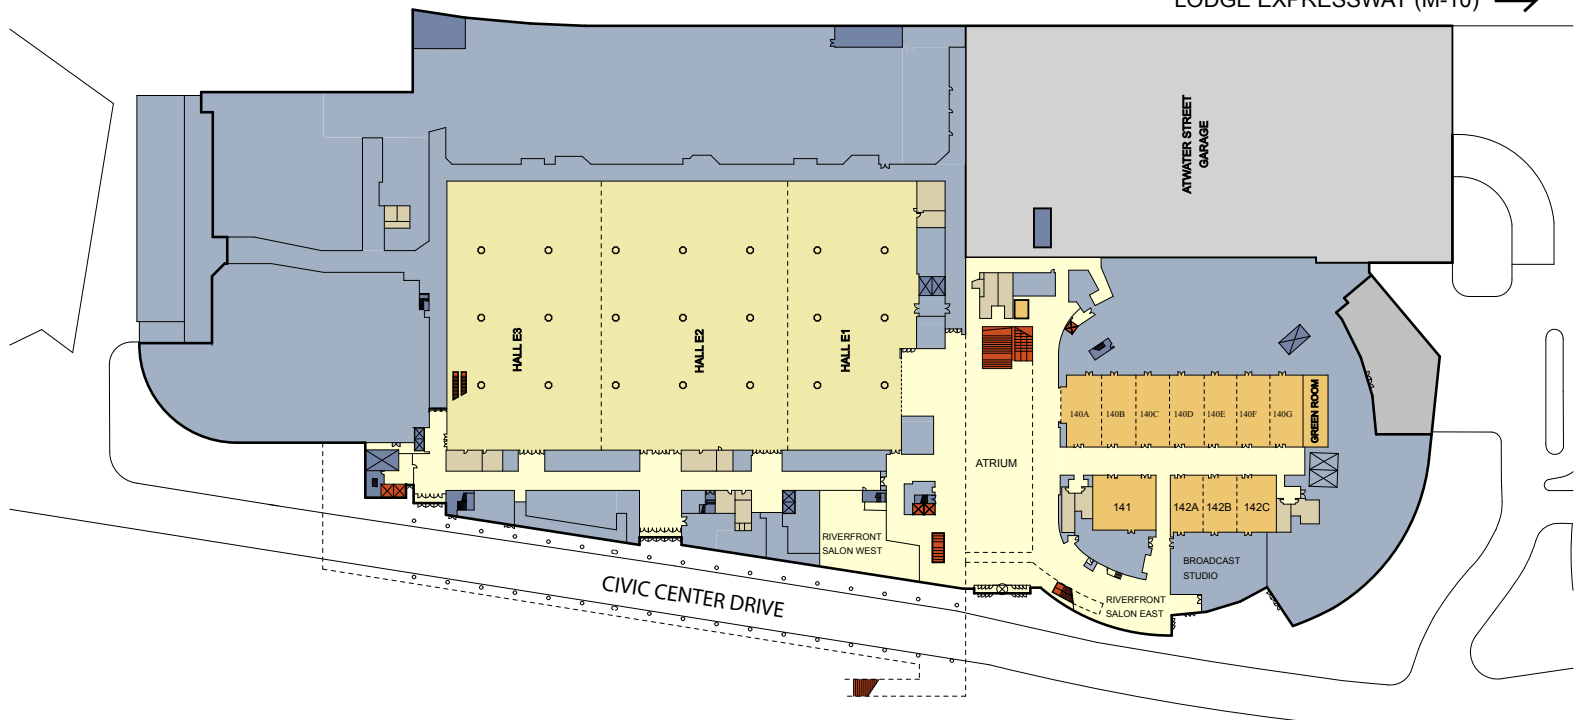 LODGE EXPRESSWAY (M-10)
ATWATER STREET
GARAGE
HALL E3
HALL E2
HALL E1
140A
140B
140C
140D
140E
140F
140G
GREEN ROOM
ATRIUM
141
142A
142B
142C
RIVERFRONT
SALON WEST
BROADCAST
STUDIO
CIVIC CENTER DRIVE
RIVERFRONT
SALON EAST